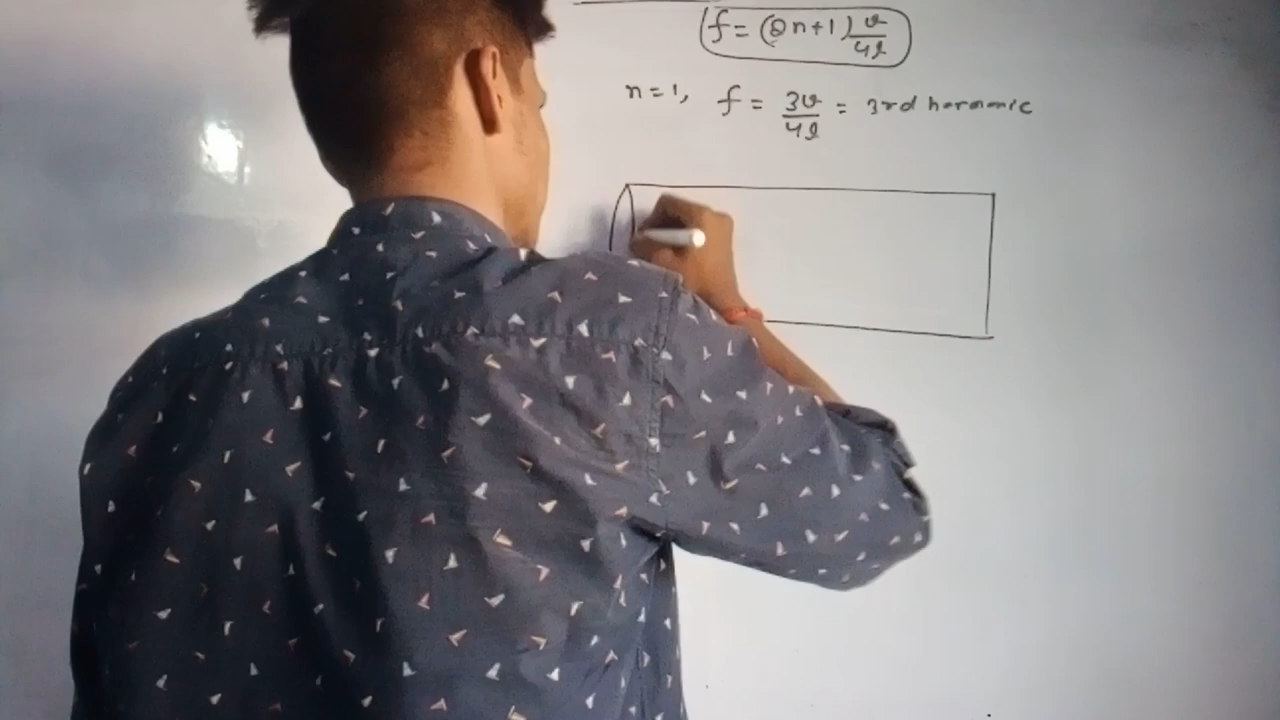 f = (2n+1) v/4l
n=1, f = 3v/4l = 3rd harmonic